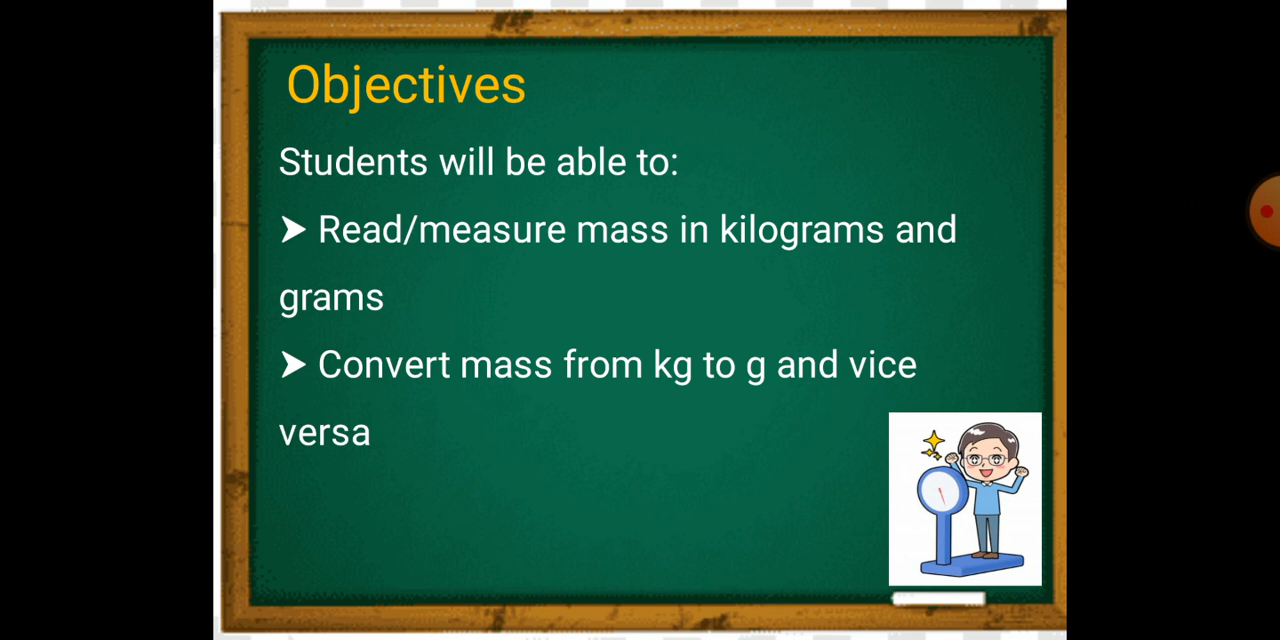 Objectives
Students will be able to:
➤ Read/measure mass in kilograms and
grams
➤ Convert mass from kg to g and vice
versa